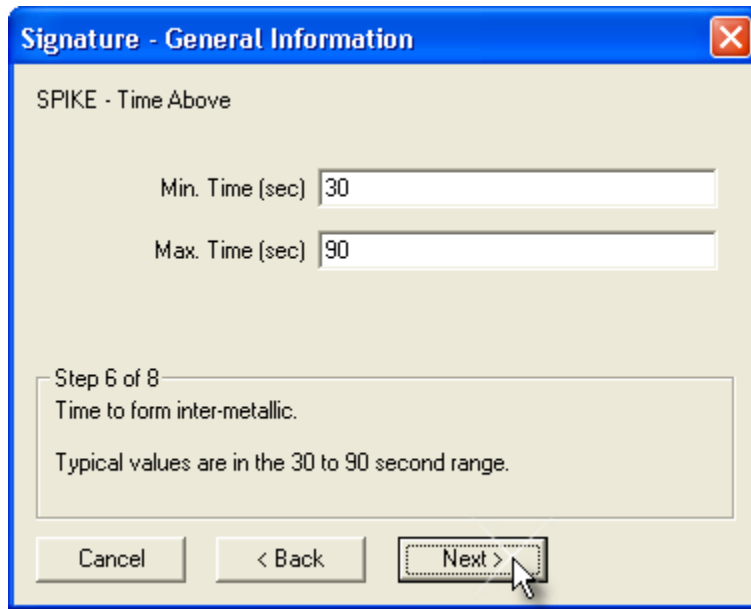 Signature - General Information
SPIKE - Time Above
Min. Time (sec) 30
Max. Time (sec) 90
Step 6 of 8
Time to form inter-metallic.
Typical values are in the 30 to 90 second range.
Cancel < Back Next >